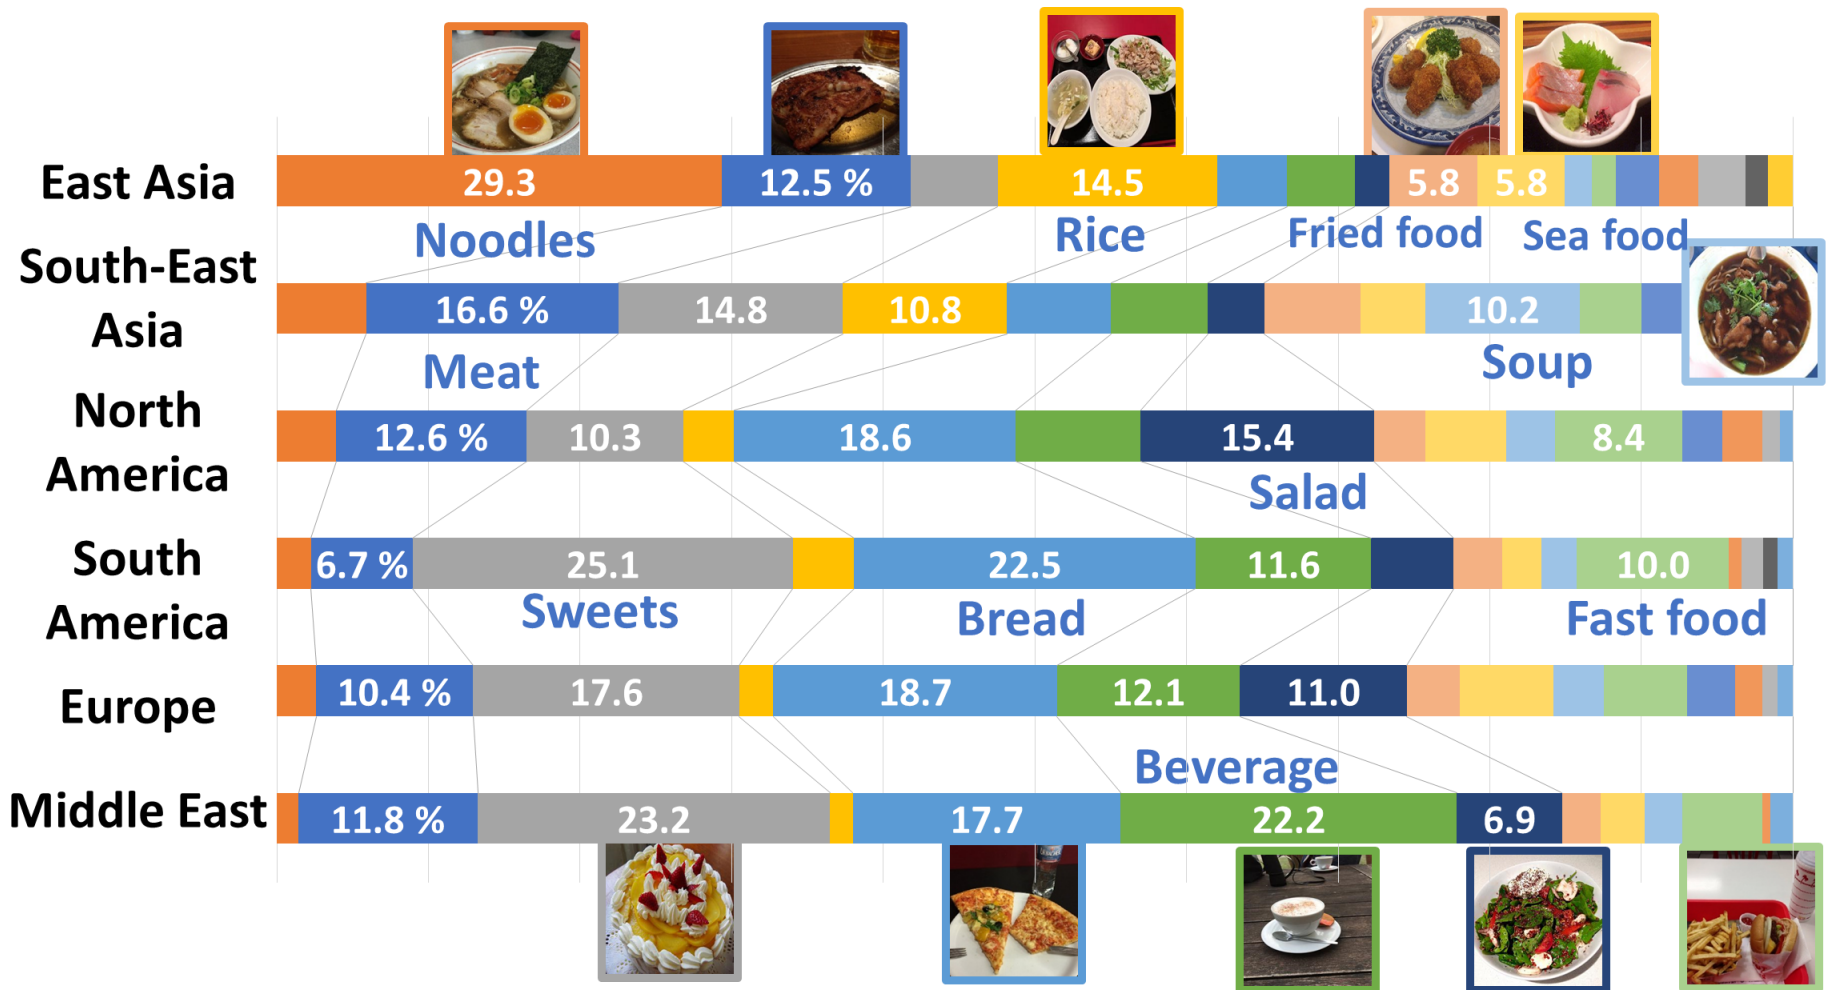 East Asia
29.3
12.5 %
14.5
5.8
5.8
Noodles
Rice
Fried food
Sea food
South-East
Asia
16.6 %
14.8
10.8
10.2
Meat
Soup
North
America
12.6 %
10.3
18.6
15.4
8.4
Salad
South
America
6.7 %
25.1
22.5
11.6
10.0
Sweets
Bread
Fast food
Europe
10.4 %
17.6
18.7
12.1
11.0
Beverage
Middle East
11.8 %
23.2
17.7
22.2
6.9